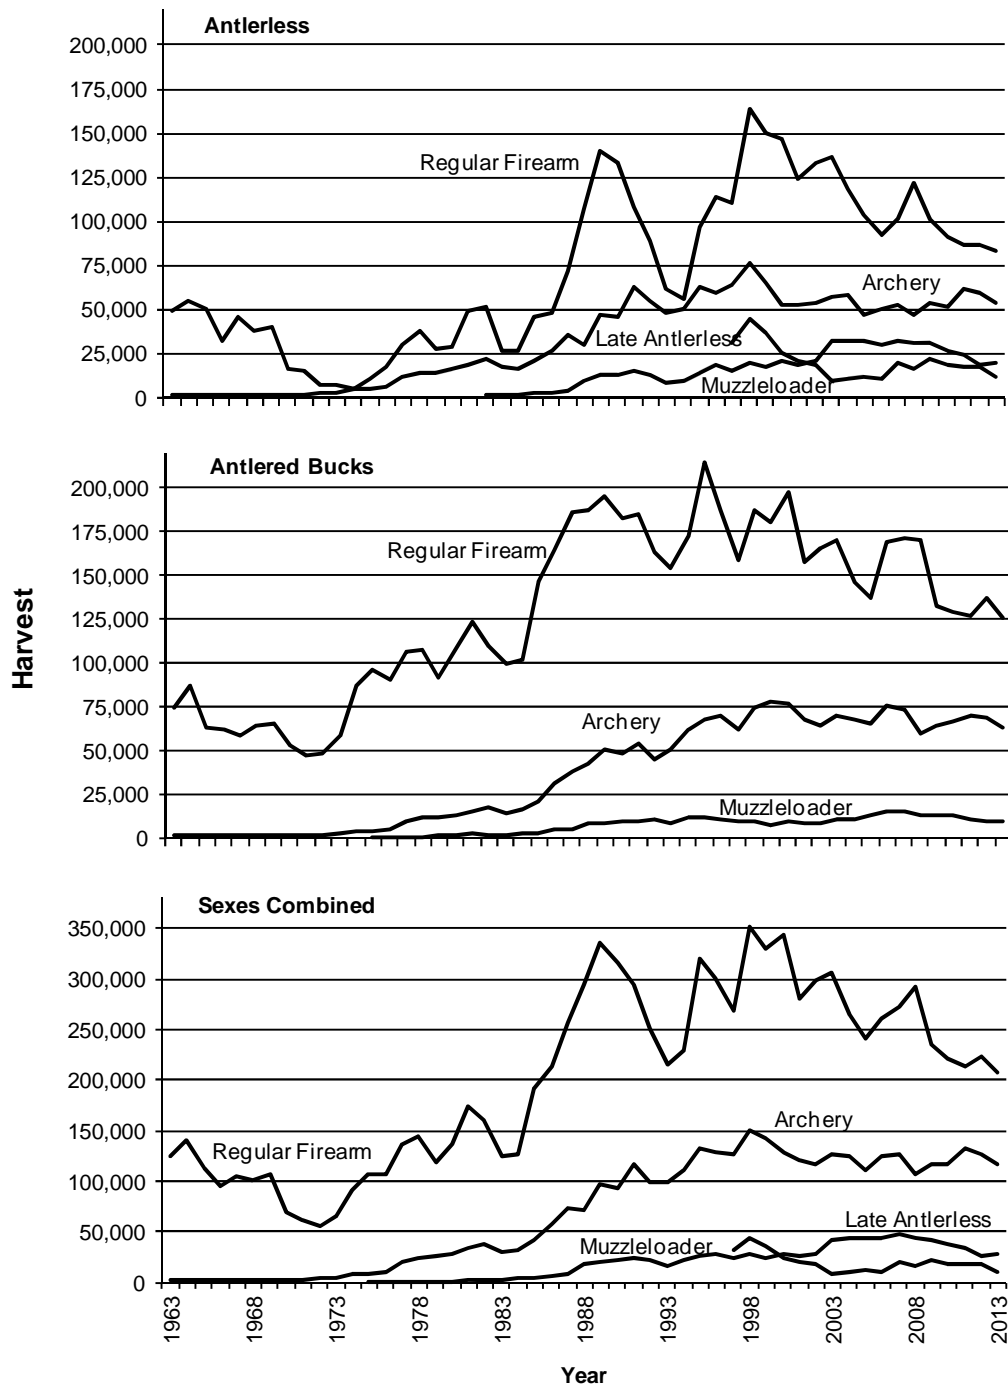 Antlerless
200,000
175,000
150,000
Regular Firearm
125,000
100,000
75,000
Archery
50,000
Late Antlerless
25,000
Muzzleloader
0
Antlered Bucks
200,000
175,000
Regular Firearm
150,000
125,000
100,000
75,000
Archery
50,000
25,000
Muzzleloader
0
Harvest
Sexes Combined
350,000
300,000
250,000
200,000
150,000
Archery
Regular Firearm
100,000
50,000
Late Antlerless
Muzzleloader
0
1963 1968 1973 1978 1983 1988 1993 1998 2003 2008 2013
Year